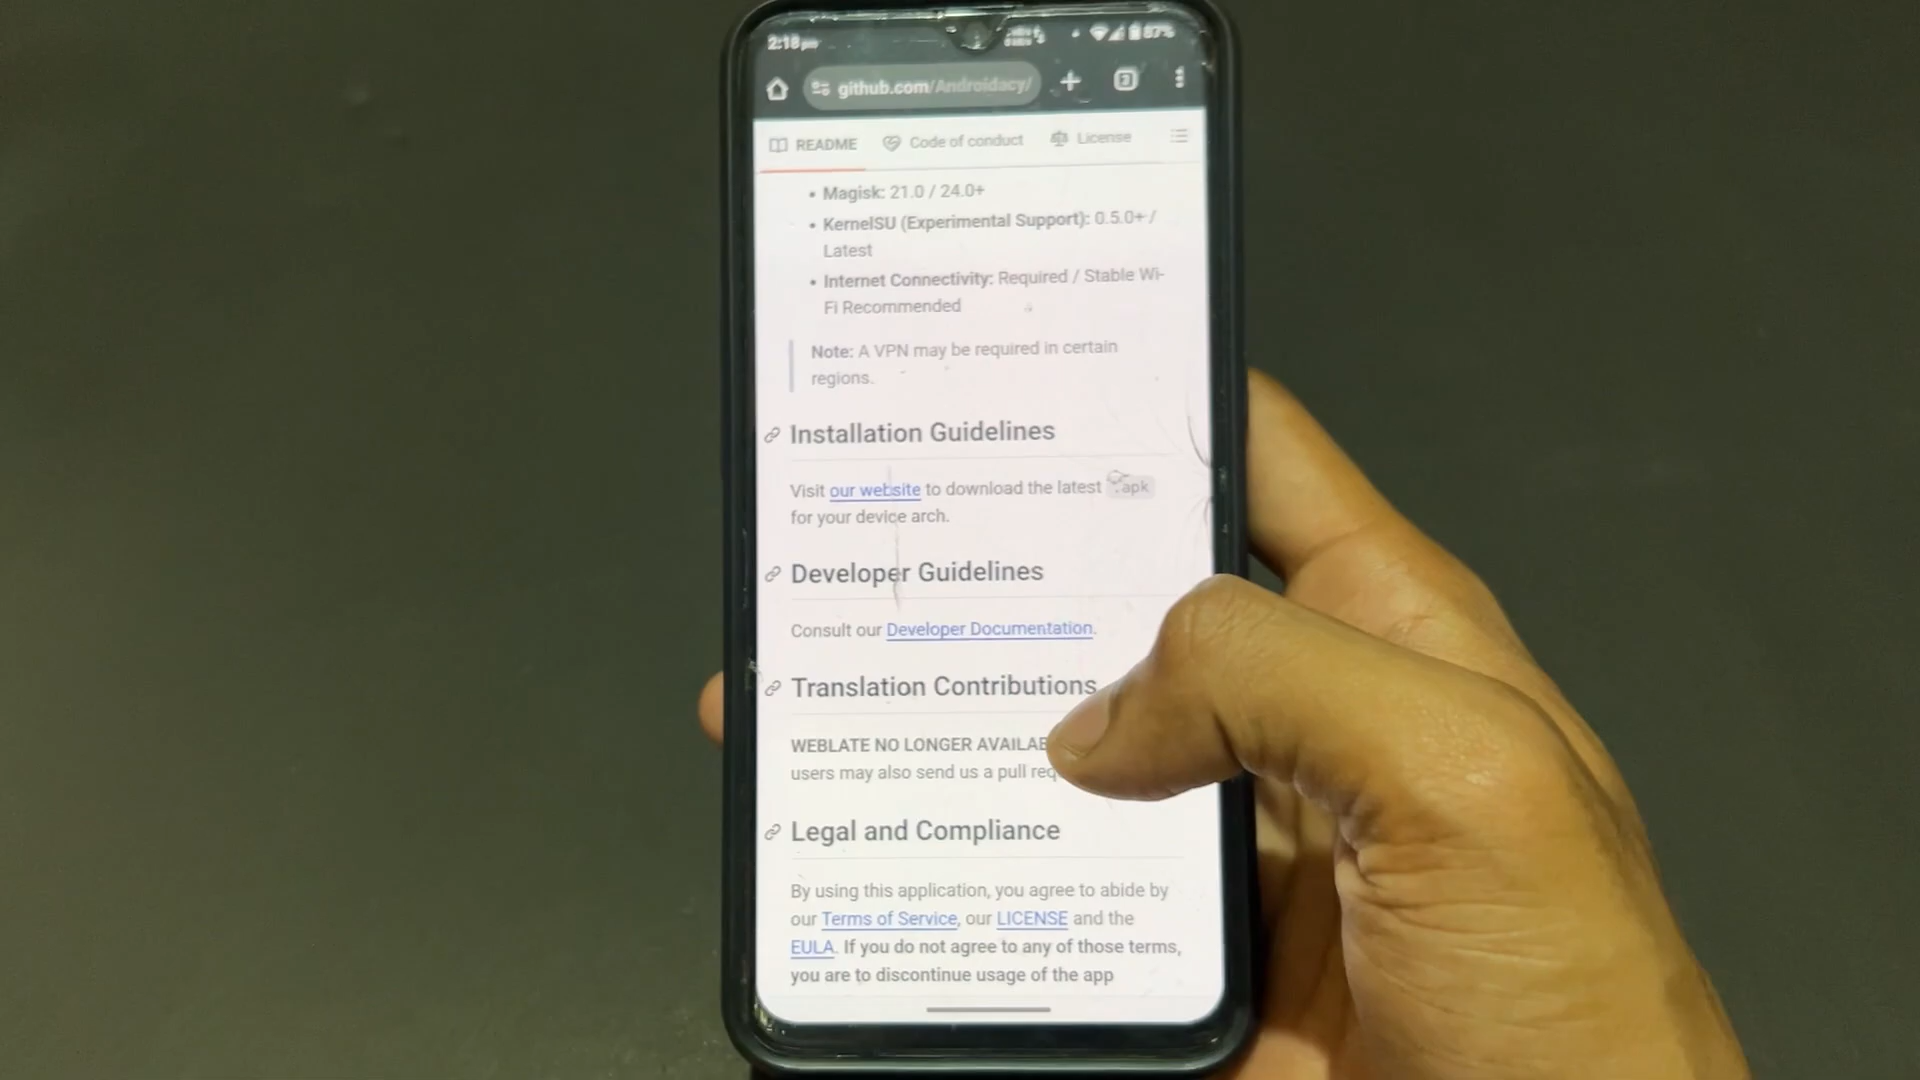 2:18pm 87%
github.com/Androidacy/ 3
README Code of conduct License
• Magisk: 21.0 / 24.0+
• KernelSU (Experimental Support): 0.5.0+ /
Latest
• Internet Connectivity: Required / Stable Wi-
Fi Recommended
Note: A VPN may be required in certain
regions.
Installation Guidelines
Visit our website to download the latest .apk
for your device arch.
Developer Guidelines
Consult our Developer Documentation.
Translation Contributions
WEBLATE NO LONGER AVAILAB
users may also send us a pull req
Legal and Compliance
By using this application, you agree to abide by
our Terms of Service, our LICENSE and the
EULA. If you do not agree to any of those terms,
you are to discontinue usage of the app